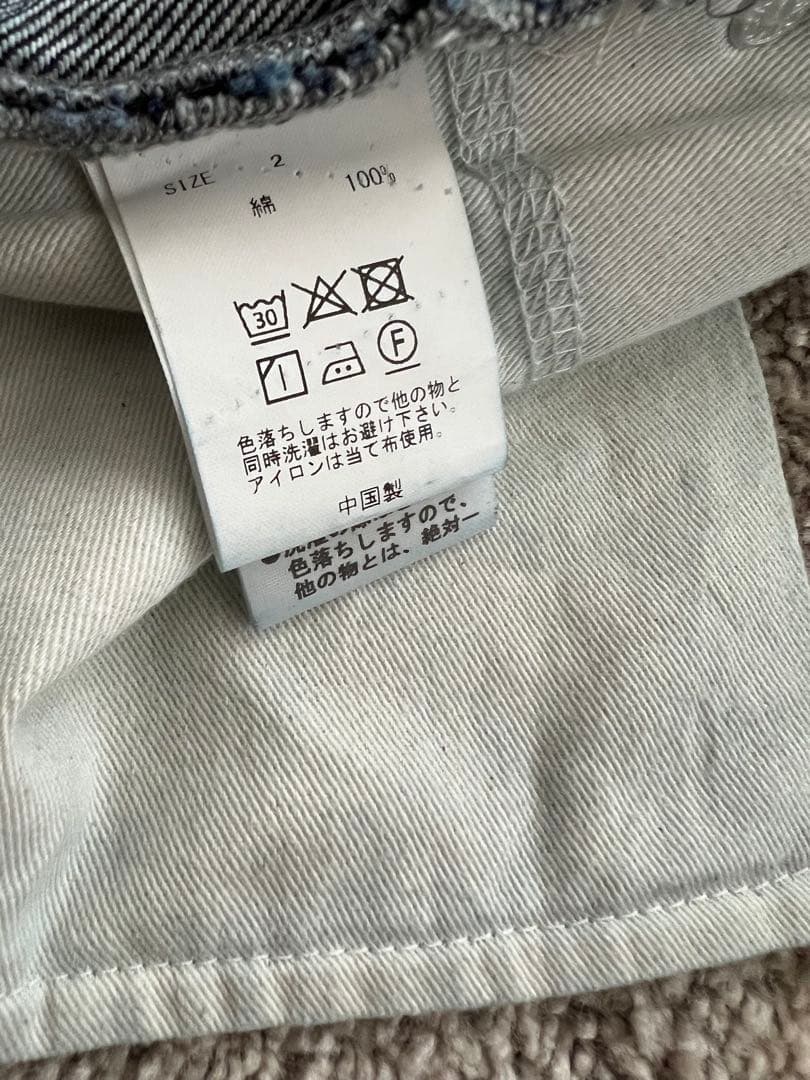 SIZE 2
綿 100%
30
F
色落ちしますので他の物と
同時洗濯はお避け下さい。
アイロンは当て布使用。
中国製
色落ちしますので、
他の物とは、絶対一